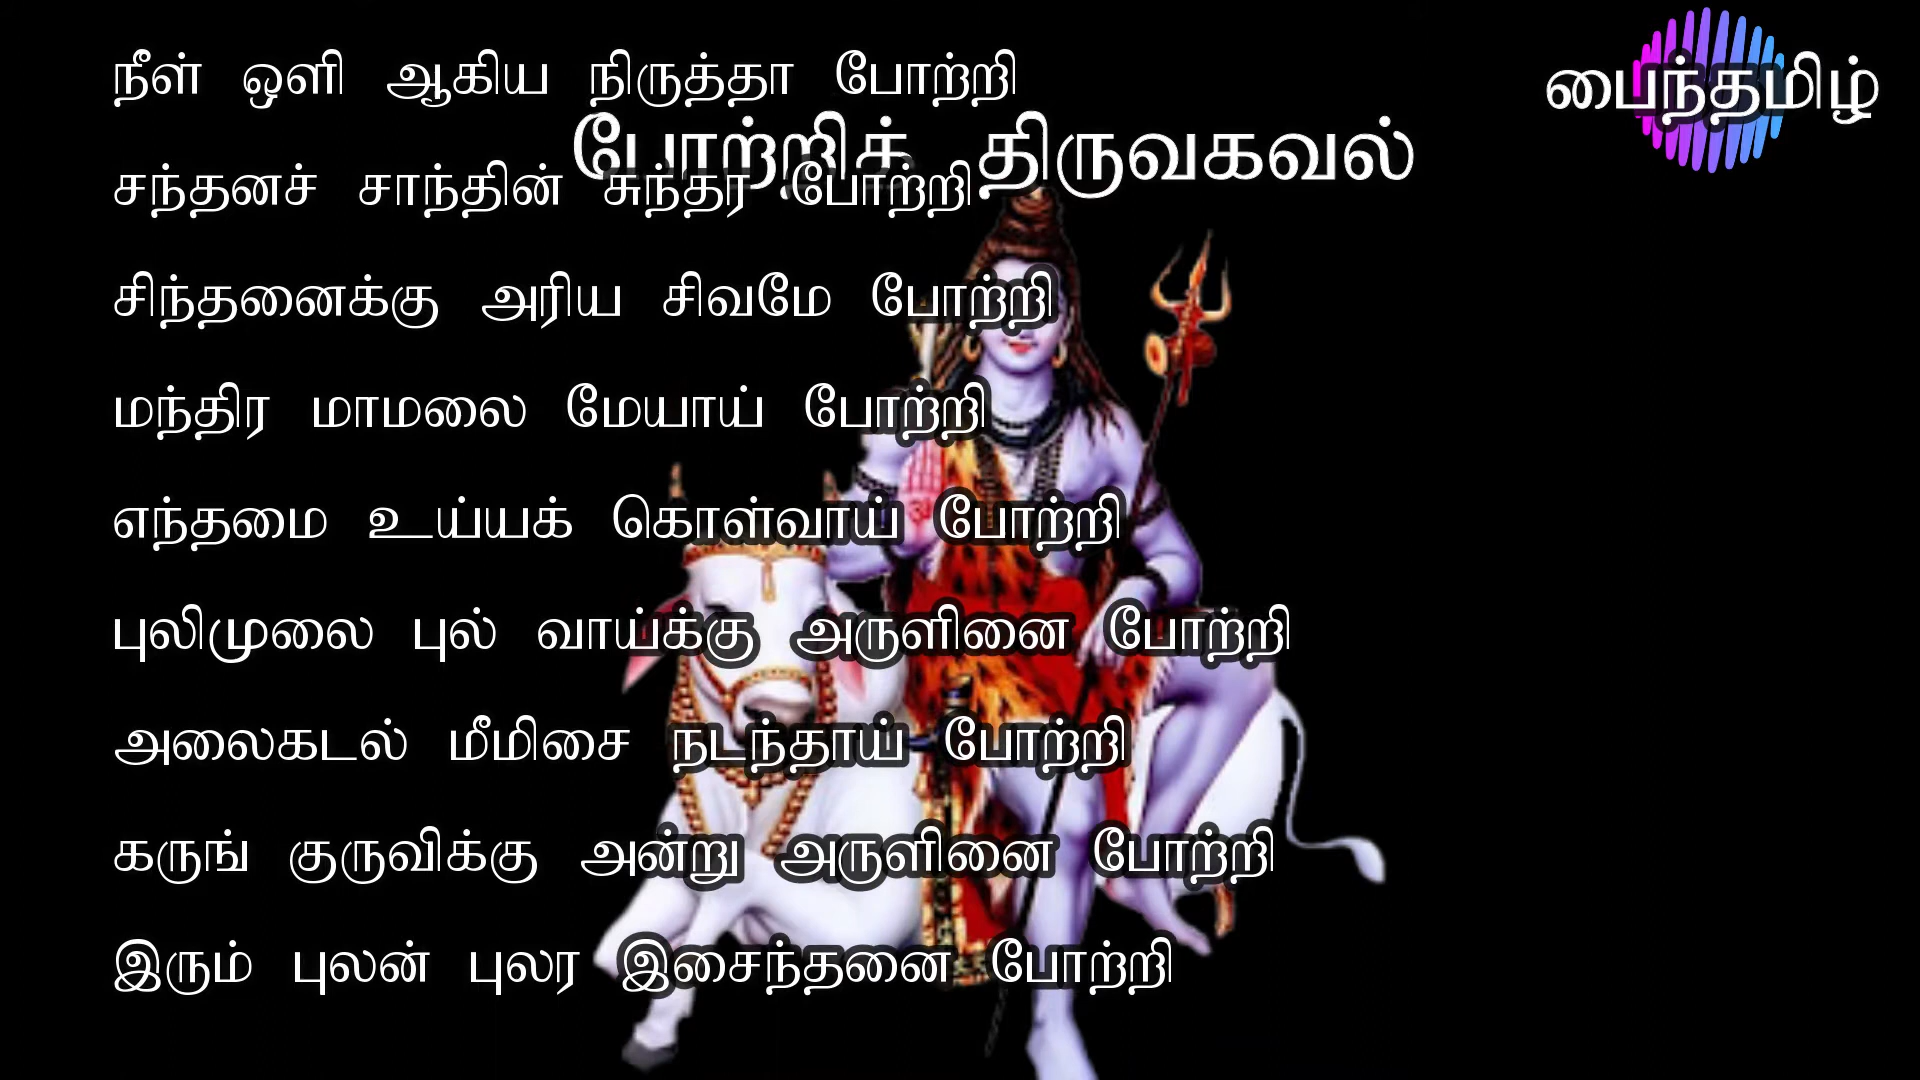 நீள் ஒளி ஆகிய நிருத்தா போற்றி
பைந்தமிழ்
போற்றித் திருவகவல்
சந்தனச் சாந்தின் சுந்தர போற்றி
சிந்தனைக்கு அரிய சிவமே போற்றி
மந்திர மாமலை மேயாய் போற்றி
எந்தமை உய்யக் கொள்வாய் போற்றி
புலிமுலை புல் வாய்க்கு அருளினை போற்றி
அலைகடல் மீமிசை நடந்தாய் போற்றி
கருங் குருவிக்கு அன்று அருளினை போற்றி
இரும் புலன் புலர இசைந்தனை போற்றி